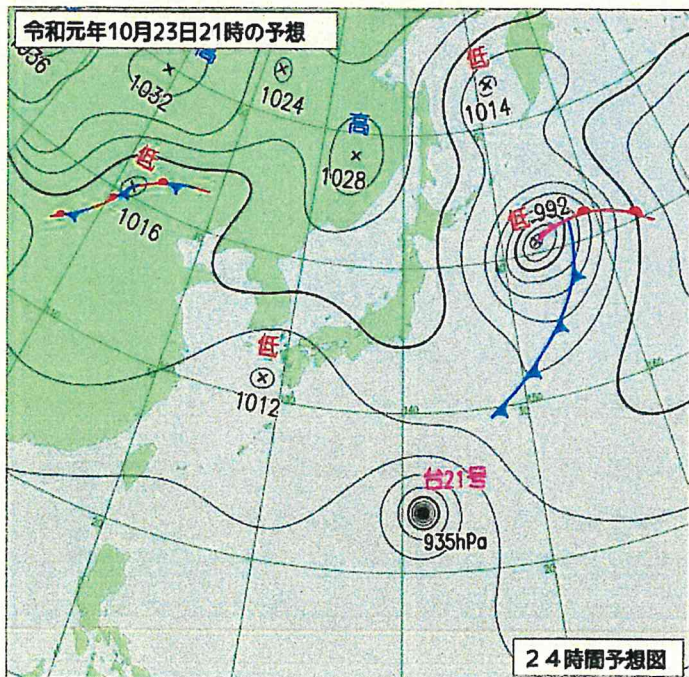 令和元年10月23日21時の予想
1036
高
1032
1024
低
1014
高
1028
低
1016
低 992
低
1012
台21号
935hPa
24時間予想図